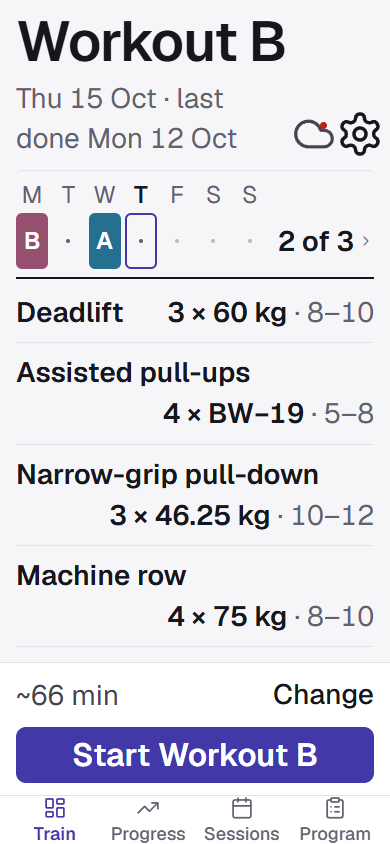 Workout B
Thu 15 Oct · last
done Mon 12 Oct
M T W T F S S
B · A · · · · 2 of 3 ›
Deadlift 3 × 60 kg · 8–10
Assisted pull-ups
4 × BW−19 · 5–8
Narrow-grip pull-down
3 × 46.25 kg · 10–12
Machine row
4 × 75 kg · 8–10
~66 min Change
Start Workout B
Train Progress Sessions Program